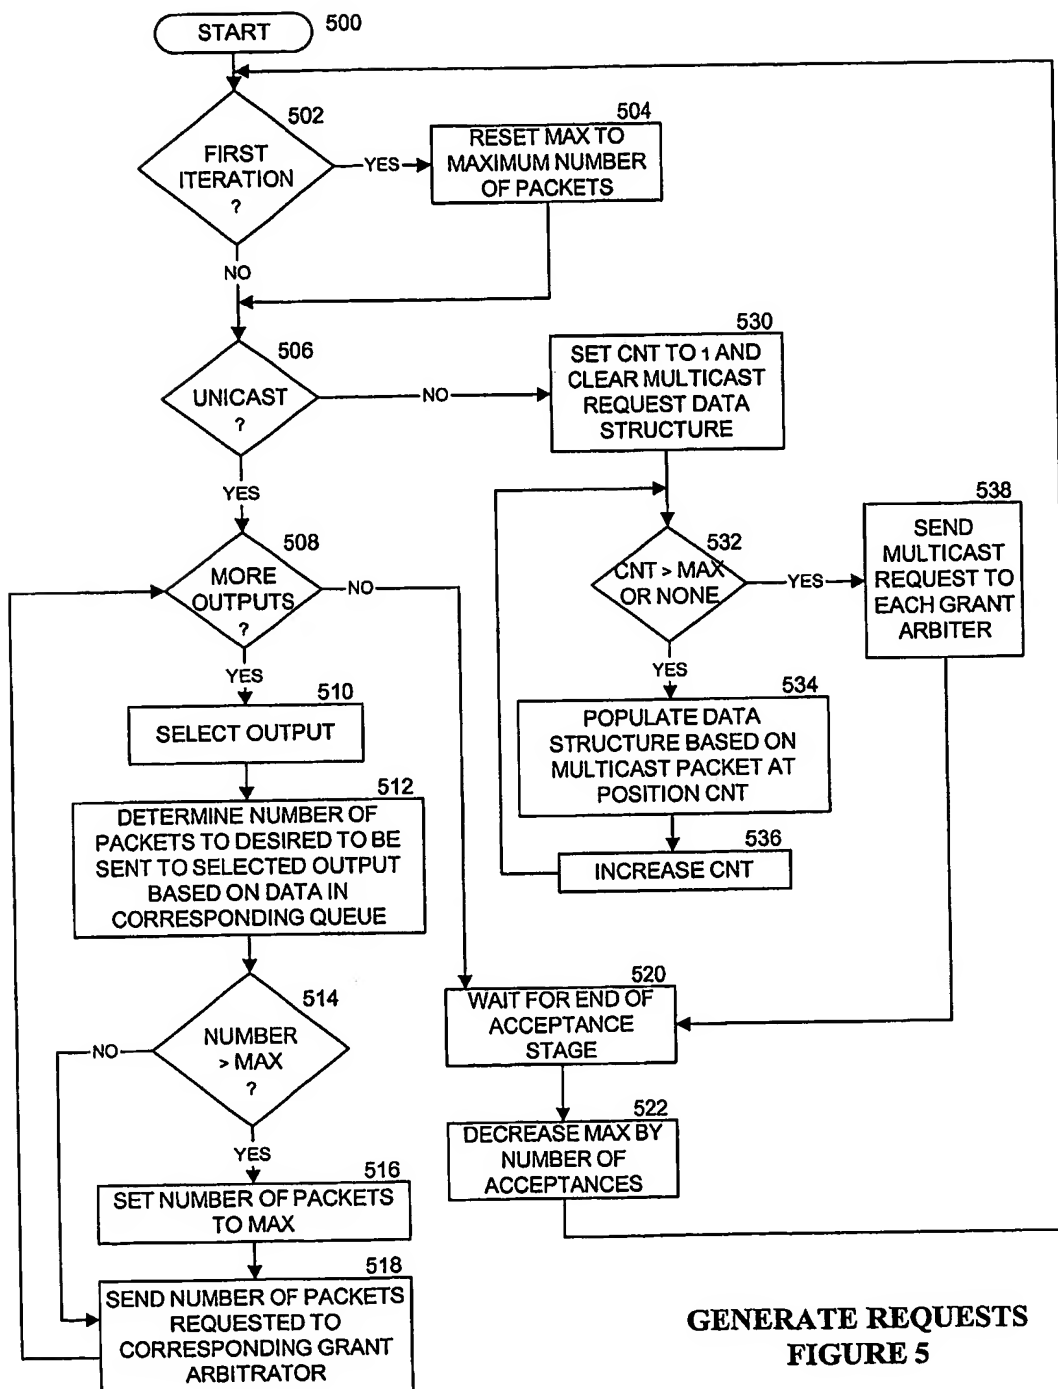 START
500
502
FIRST
ITERATION
?
YES
504
RESET MAX TO
MAXIMUM NUMBER
OF PACKETS
NO
506
UNICAST
?
NO
530
SET CNT TO 1 AND
CLEAR MULTICAST
REQUEST DATA
STRUCTURE
YES
508
MORE
OUTPUTS
?
NO
532
CNT > MAX
OR NONE
YES
538
SEND
MULTICAST
REQUEST TO
EACH GRANT
ARBITER
YES
YES
510
SELECT OUTPUT
534
POPULATE DATA
STRUCTURE BASED ON
MULTICAST PACKET AT
POSITION CNT
512
DETERMINE NUMBER OF
PACKETS TO DESIRED TO BE
SENT TO SELECTED OUTPUT
BASED ON DATA IN
CORRESPONDING QUEUE
536
INCREASE CNT
514
NUMBER
> MAX
?
NO
520
WAIT FOR END OF
ACCEPTANCE
STAGE
YES
522
DECREASE MAX BY
NUMBER OF
ACCEPTANCES
516
SET NUMBER OF PACKETS
TO MAX
518
SEND NUMBER OF PACKETS
REQUESTED TO
CORRESPONDING GRANT
ARBITRATOR
GENERATE REQUESTS
FIGURE 5